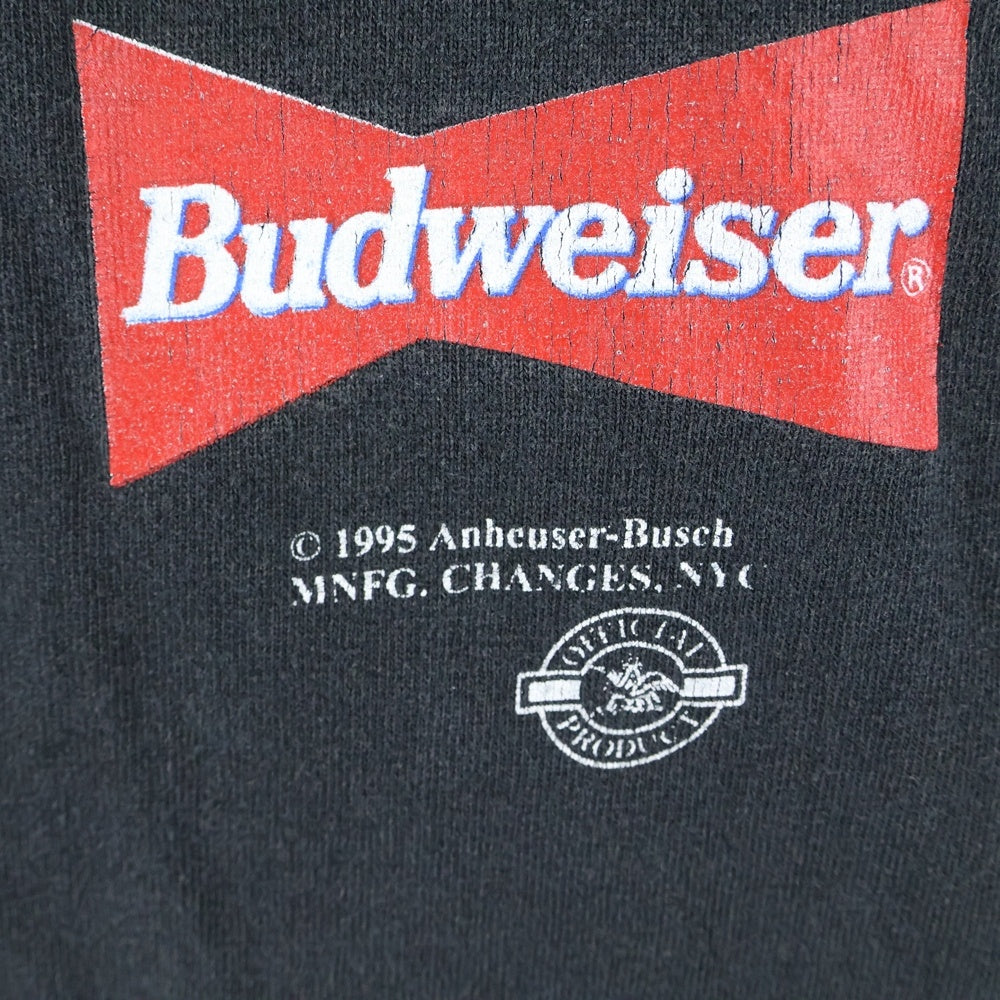 Budweiser®
© 1995 Anheuser-Busch
MNFG. CHANGES, NYC
OFFICIAL
PRODUCT